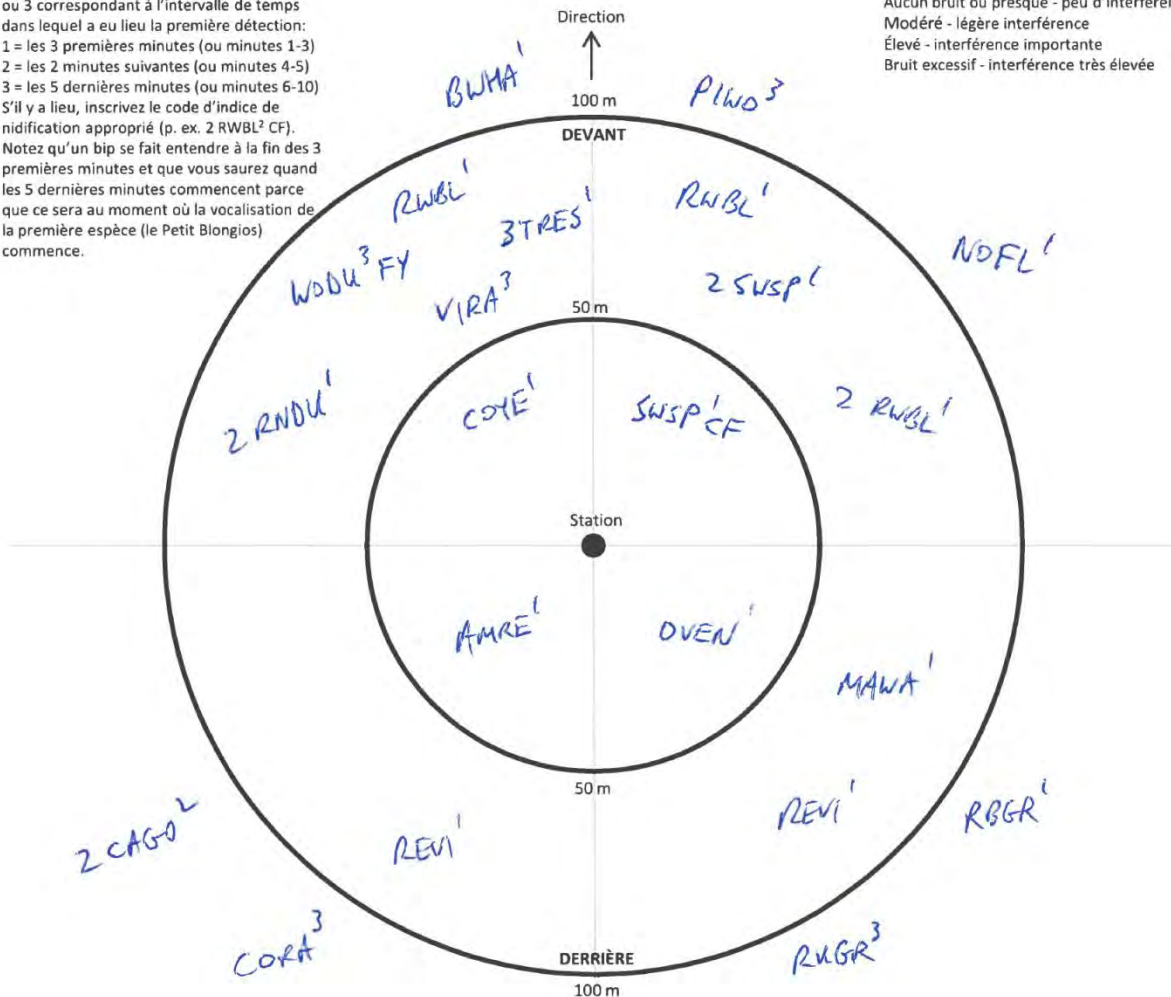 ou 3 correspondant à l'intervalle de temps
dans lequel a eu lieu la première détection:
1 = les 3 premières minutes (ou minutes 1-3)
2 = les 2 minutes suivantes (ou minutes 4-5)
3 = les 5 dernières minutes (ou minutes 6-10)
S'il y a lieu, inscrivez le code d'indice de
nidification approprié (p. ex. 2 RWBL² CF).
Notez qu'un bip se fait entendre à la fin des 3
premières minutes et que vous saurez quand
les 5 dernières minutes commencent parce
que ce sera au moment où la vocalisation de
la première espèce (le Petit Blongios)
commence.
Aucun bruit ou presque - peu d'interfére
Modéré - légère interférence
Élevé - interférence importante
Bruit excessif - interférence très élevée
Direction
BWHA¹
100 m
PIWO³
DEVANT
RWBL¹
3TRES¹
RWBL¹
NOFL¹
WODU³ FY
VIRA³
2 SWSP¹
50 m
2 RNDU¹
COYE¹
SWSP¹ CF
2 RWBL¹
Station
AMRE¹
OVEN¹
MAWA¹
50 m
2 CAGO²
REVI¹
REVI¹
RBGR¹
CORA³
DERRIÈRE
RUGR³
100 m